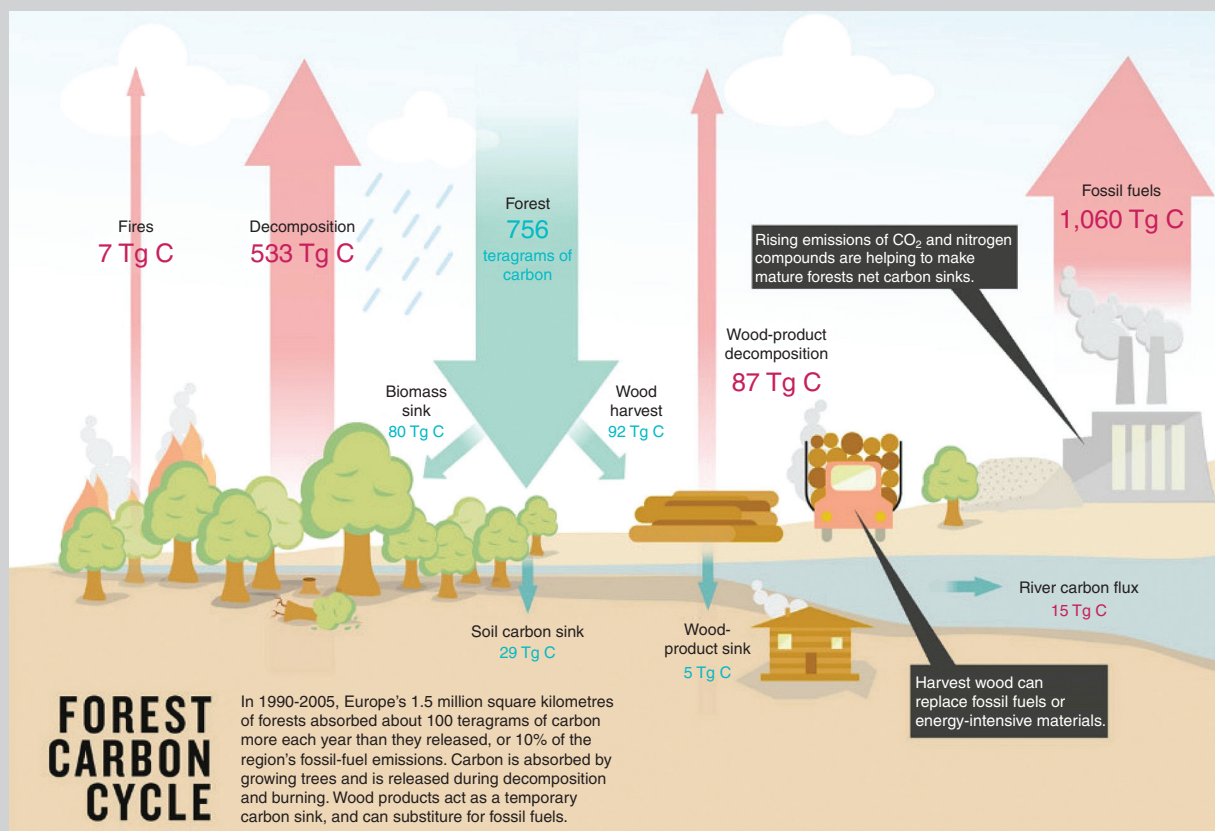 Fires
7 Tg C
Decomposition
533 Tg C
Forest
756
teragrams of
carbon
Fossil fuels
1,060 Tg C
Rising emissions of CO₂ and nitrogen
compounds are helping to make
mature forests net carbon sinks.
Wood-product
decomposition
87 Tg C
Biomass
sink
80 Tg C
Wood
harvest
92 Tg C
River carbon flux
15 Tg C
Soil carbon sink
29 Tg C
Wood-
product sink
5 Tg C
Harvest wood can
replace fossil fuels or
energy-intensive materials.
FOREST
CARBON
CYCLE
In 1990-2005, Europe's 1.5 million square kilometres
of forests absorbed about 100 teragrams of carbon
more each year than they released, or 10% of the
region's fossil-fuel emissions. Carbon is absorbed by
growing trees and is released during decomposition
and burning. Wood products act as a temporary
carbon sink, and can substiture for fossil fuels.